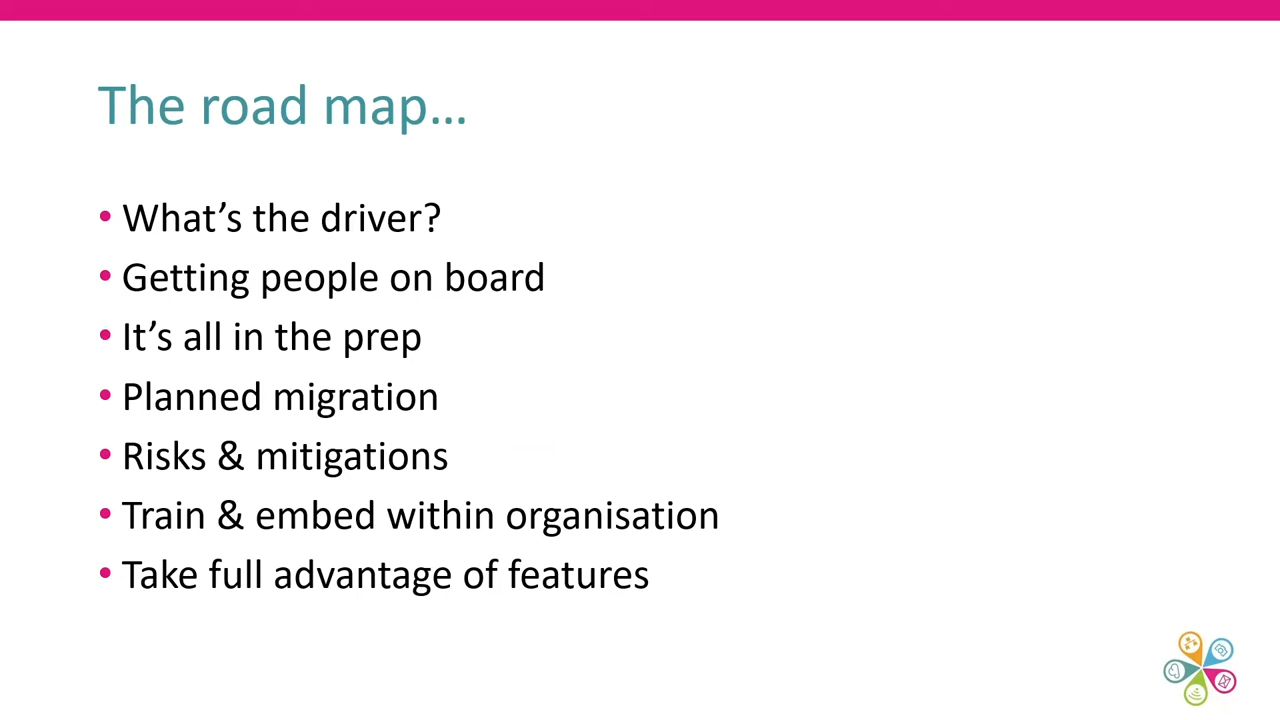 The road map…
• What’s the driver?
• Getting people on board
• It’s all in the prep
• Planned migration
• Risks & mitigations
• Train & embed within organisation
• Take full advantage of features